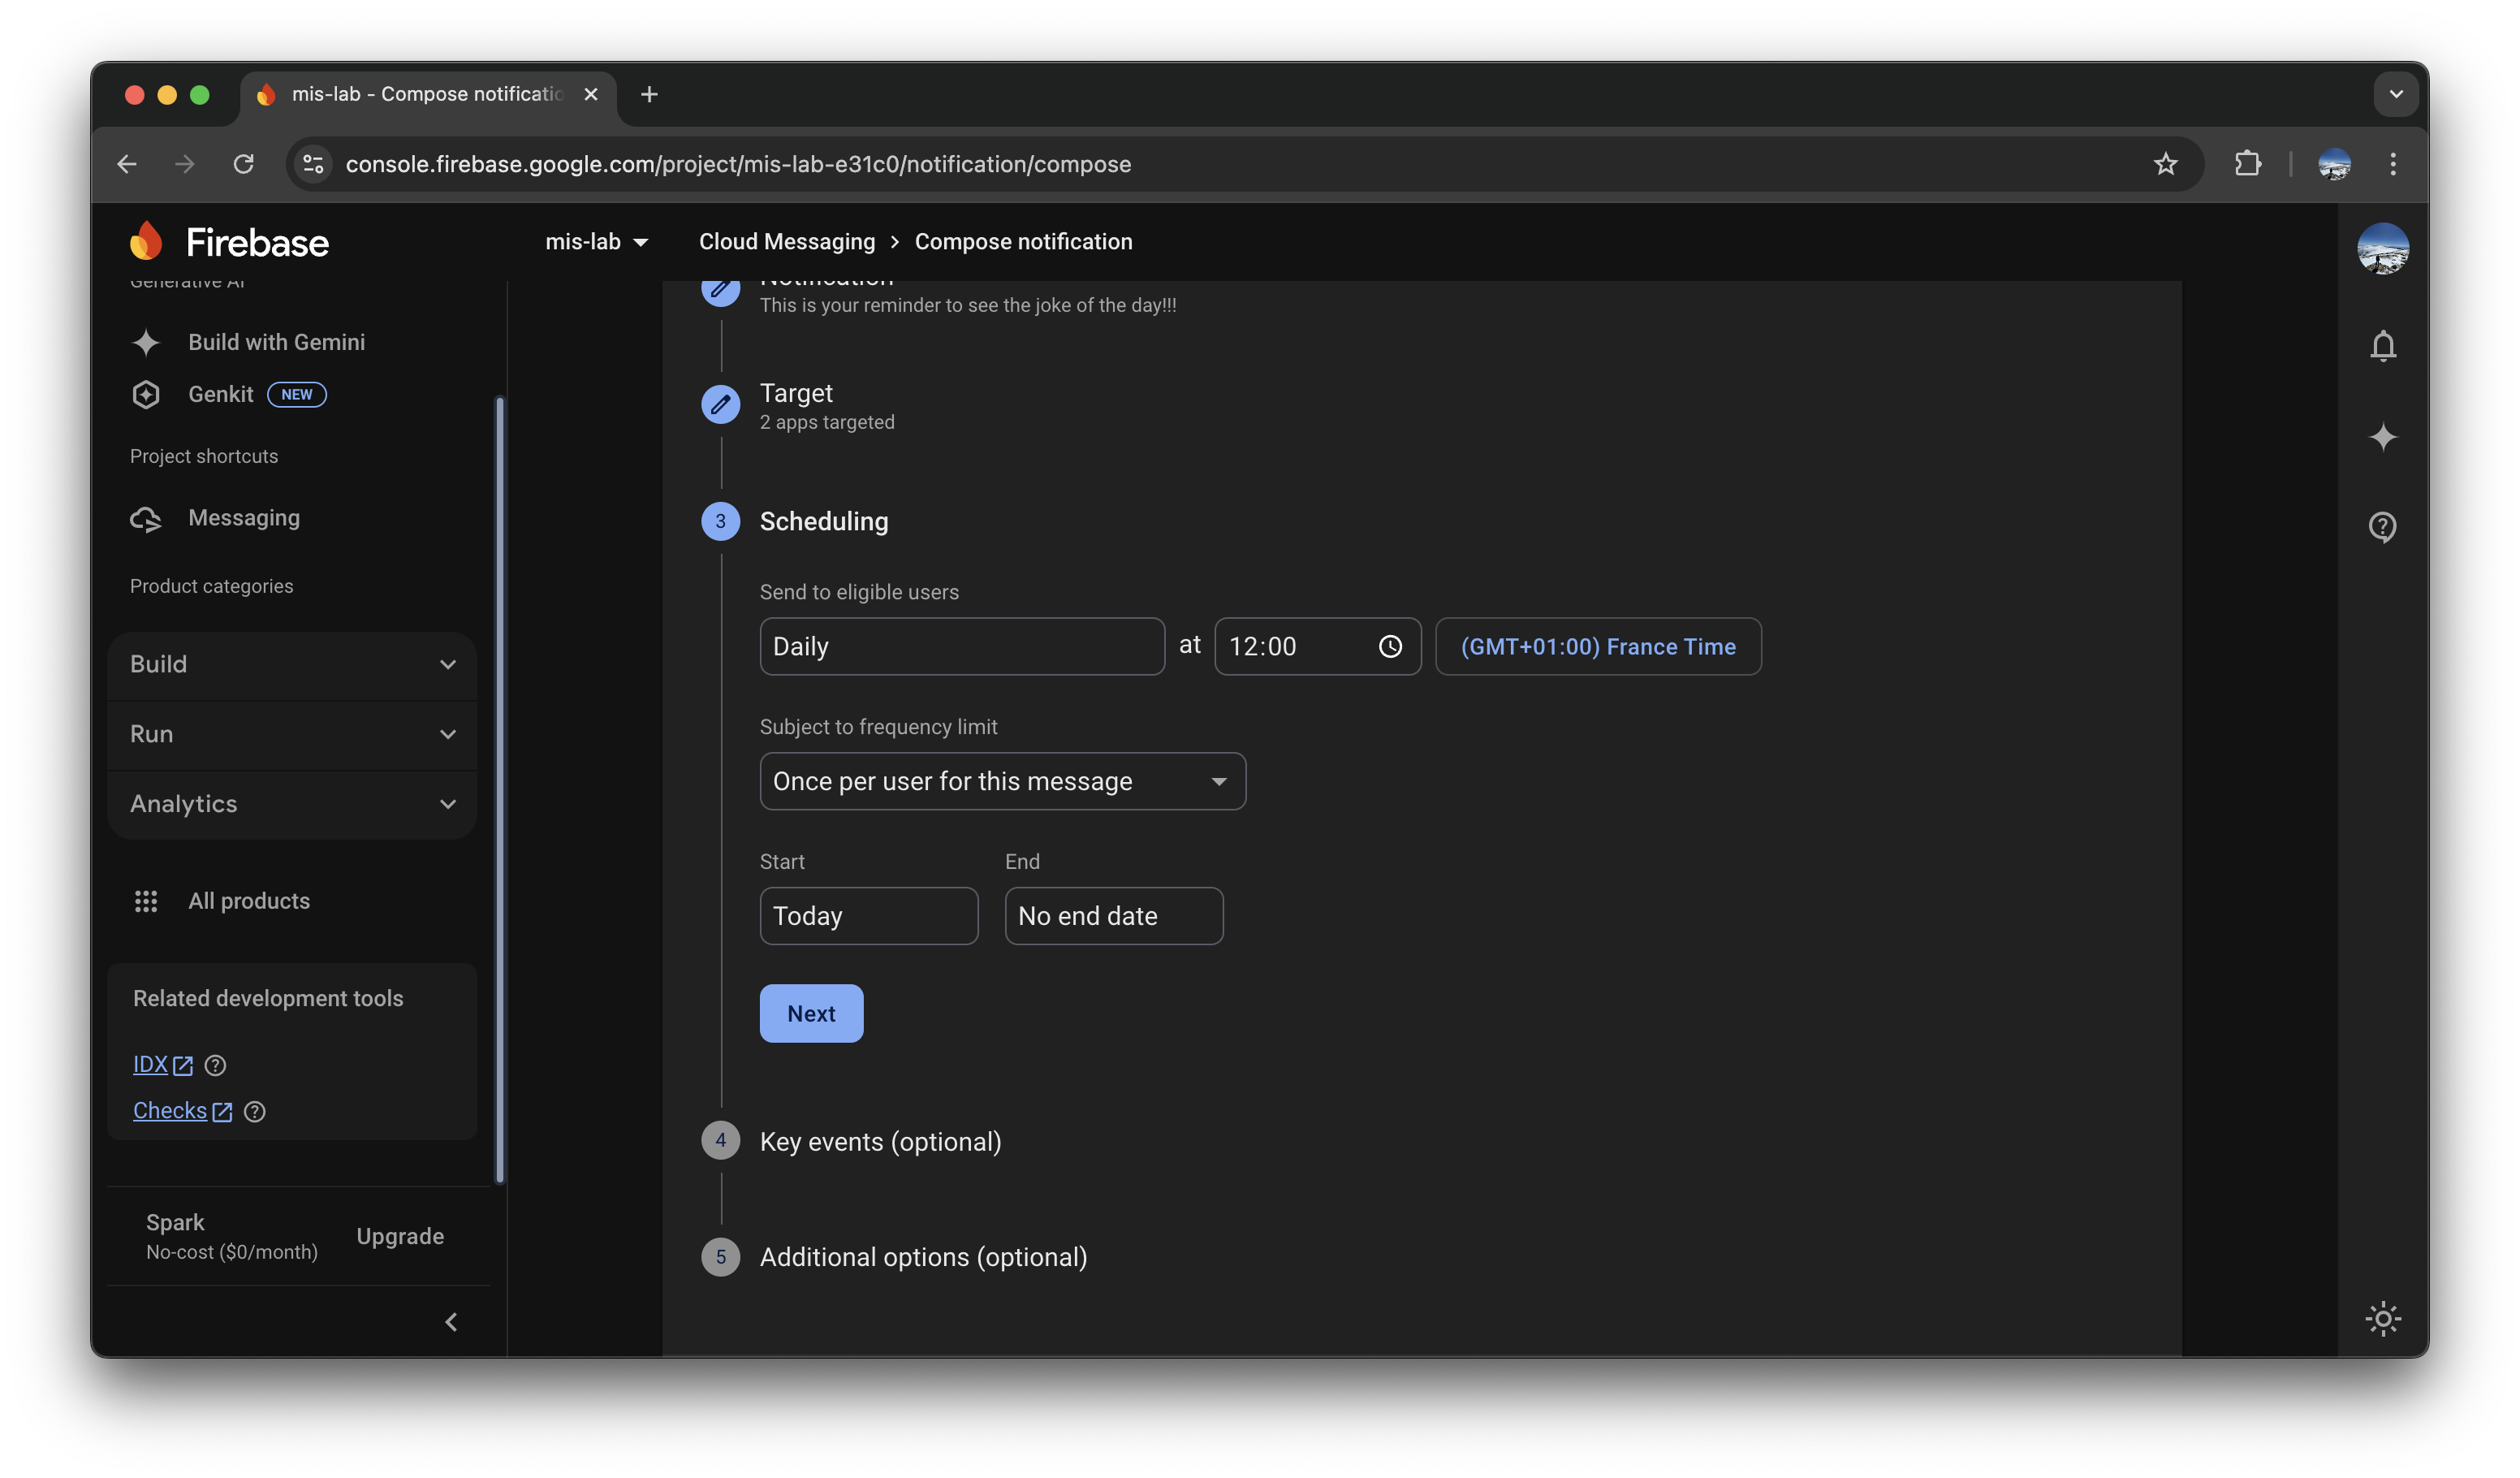 mis-lab - Compose notificatio
console.firebase.google.com/project/mis-lab-e31c0/notification/compose
Firebase
mis-lab
Cloud Messaging > Compose notification
Generative AI
Build with Gemini
Genkit NEW
Project shortcuts
Messaging
Product categories
Build
Run
Analytics
All products
Related development tools
IDX
Checks
Spark
No-cost ($0/month)
Upgrade
Notification
This is your reminder to see the joke of the day!!!
Target
2 apps targeted
3 Scheduling
Send to eligible users
Daily at 12:00 (GMT+01:00) France Time
Subject to frequency limit
Once per user for this message
Start End
Today No end date
Next
4 Key events (optional)
5 Additional options (optional)